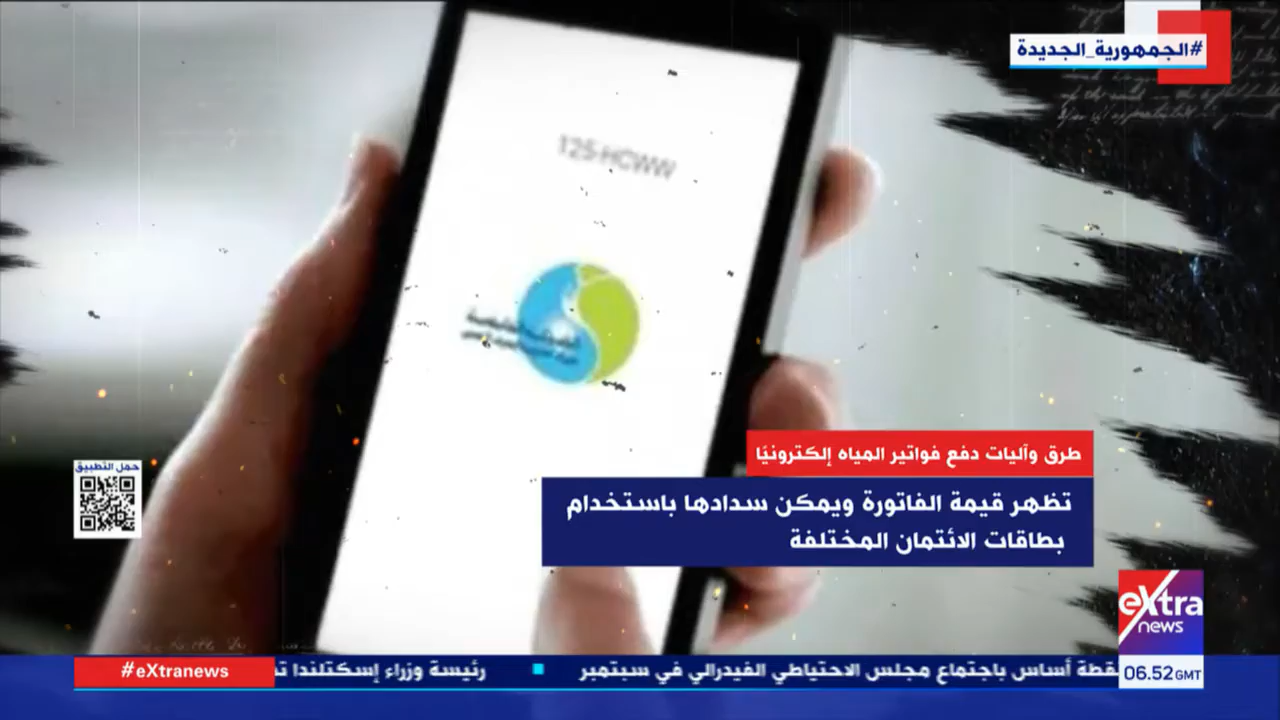 #الجمهورية_الجديدة
125-HCWW
طرق وآليات دفع فواتير المياه إلكترونيًا
تظهر قيمة الفاتورة ويمكن سدادها باستخدام
بطاقات الائتمان المختلفة
حمل التطبيق
eXtra
news
06.52 GMT
نقطة أساس باجتماع مجلس الاحتياطي الفيدرالي في سبتمبر
رئيسة وزراء إسكتلندا
#eXtranews